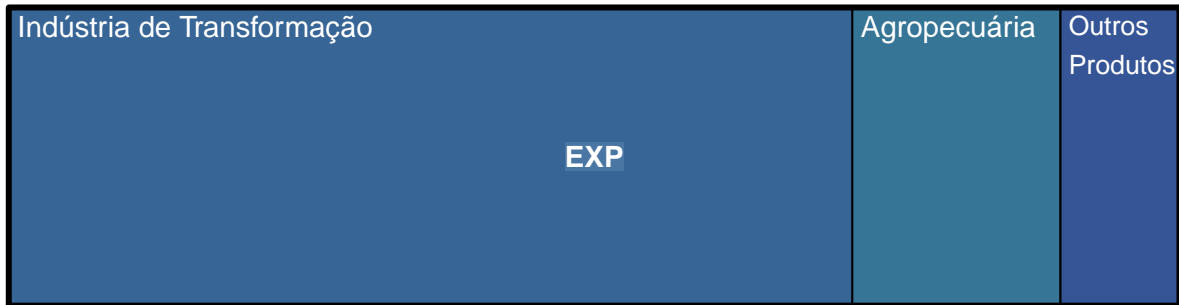 Indústria de Transformação
Agropecuária
Outros
Produtos
EXP